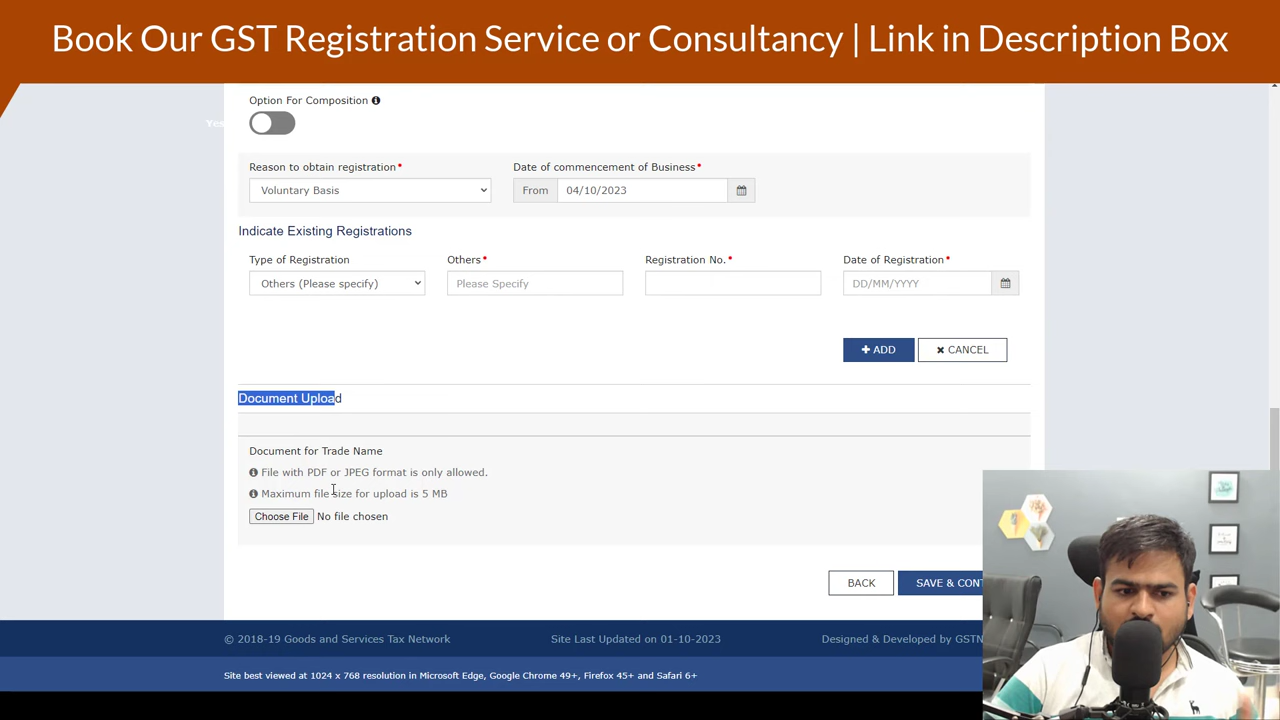 Book Our GST Registration Service or Consultancy | Link in Description Box
Option For Composition
Yes
Reason to obtain registration* Date of commencement of Business*
Voluntary Basis From 04/10/2023
Indicate Existing Registrations
Type of Registration Others* Registration No.* Date of Registration*
Others (Please specify) Please Specify DD/MM/YYYY
+ ADD × CANCEL
Document Upload
Document for Trade Name
File with PDF or JPEG format is only allowed.
Maximum file size for upload is 5 MB
Choose File No file chosen
BACK SAVE & CONT
© 2018-19 Goods and Services Tax Network Site Last Updated on 01-10-2023 Designed & Developed by GSTN
Site best viewed at 1024 x 768 resolution in Microsoft Edge, Google Chrome 49+, Firefox 45+ and Safari 6+